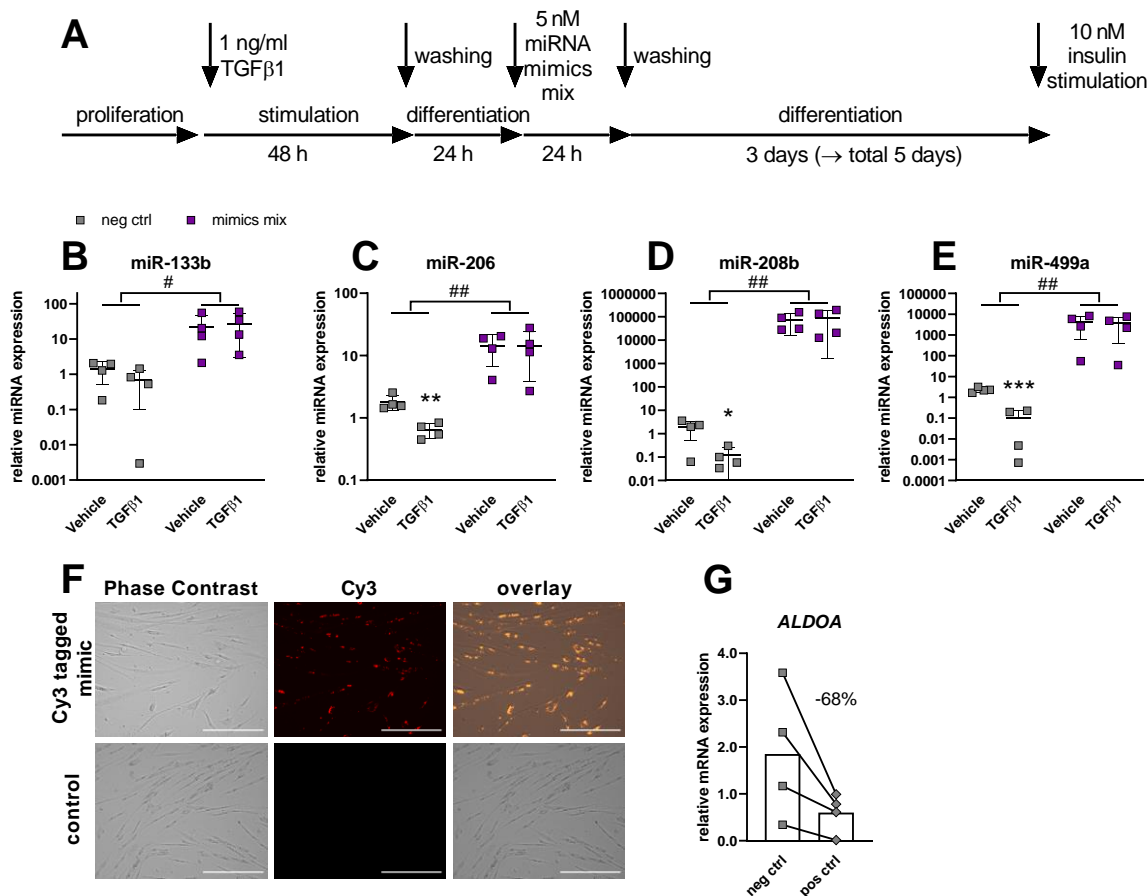 A
1 ng/ml
TGFβ1
washing
5 nM
miRNA
mimics
mix
washing
10 nM
insulin
stimulation
proliferation
stimulation
differentiation
differentiation
48 h
24 h
24 h
3 days (→ total 5 days)
neg ctrl
mimics mix
B
miR-133b
#
relative miRNA expression
100
10
1
0.1
0.01
0.001
Vehicle
TGFβ1
Vehicle
TGFβ1
C
miR-206
##
relative miRNA expression
100
10
1
0.1
**
Vehicle
TGFβ1
Vehicle
TGFβ1
D
miR-208b
##
relative miRNA expression
1000000
100000
10000
1000
100
10
1
0.1
0.01
*
Vehicle
TGFβ1
Vehicle
TGFβ1
E
miR-499a
##
relative miRNA expression
100000
10000
1000
100
10
1
0.1
0.01
0.001
0.0001
***
Vehicle
TGFβ1
Vehicle
TGFβ1
F
Phase Contrast
Cy3
overlay
Cy3 tagged
mimic
control
G
ALDOA
relative mRNA expression
4.0
3.0
2.0
1.0
0.0
-68%
neg ctrl
pos ctrl